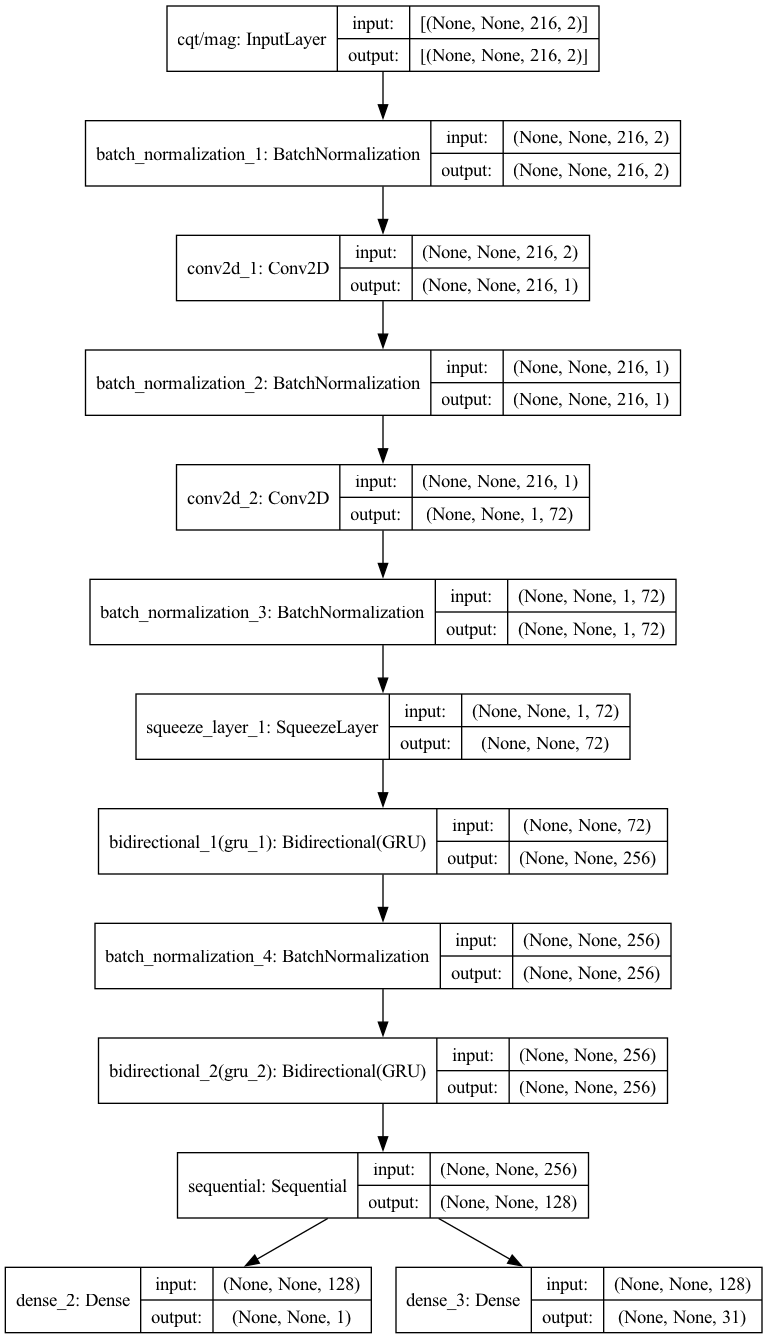 cqt/mag: InputLayer
input: [(None, None, 216, 2)]
output: [(None, None, 216, 2)]
batch_normalization_1: BatchNormalization
input: (None, None, 216, 2)
output: (None, None, 216, 2)
conv2d_1: Conv2D
input: (None, None, 216, 2)
output: (None, None, 216, 1)
batch_normalization_2: BatchNormalization
input: (None, None, 216, 1)
output: (None, None, 216, 1)
conv2d_2: Conv2D
input: (None, None, 216, 1)
output: (None, None, 1, 72)
batch_normalization_3: BatchNormalization
input: (None, None, 1, 72)
output: (None, None, 1, 72)
squeeze_layer_1: SqueezeLayer
input: (None, None, 1, 72)
output: (None, None, 72)
bidirectional_1(gru_1): Bidirectional(GRU)
input: (None, None, 72)
output: (None, None, 256)
batch_normalization_4: BatchNormalization
input: (None, None, 256)
output: (None, None, 256)
bidirectional_2(gru_2): Bidirectional(GRU)
input: (None, None, 256)
output: (None, None, 256)
sequential: Sequential
input: (None, None, 256)
output: (None, None, 128)
dense_2: Dense
input: (None, None, 128)
output: (None, None, 1)
dense_3: Dense
input: (None, None, 128)
output: (None, None, 31)